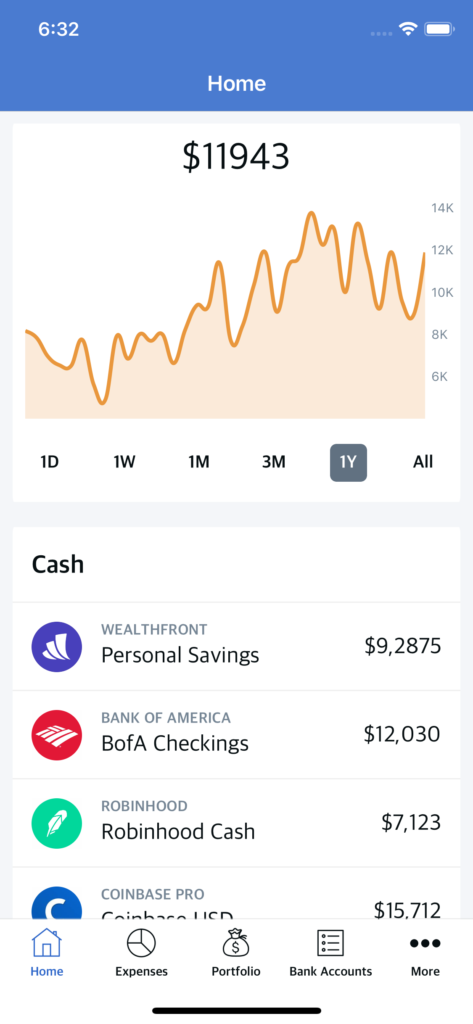 6:32
Home
$11943
14K
12K
10K
8K
6K
1D 1W 1M 3M 1Y All
Cash
WEALTHFRONT
Personal Savings $9,2875
BANK OF AMERICA
BofA Checkings $12,030
ROBINHOOD
Robinhood Cash $7,123
COINBASE PRO
Coinbase USD $15,712
Home Expenses Portfolio Bank Accounts More